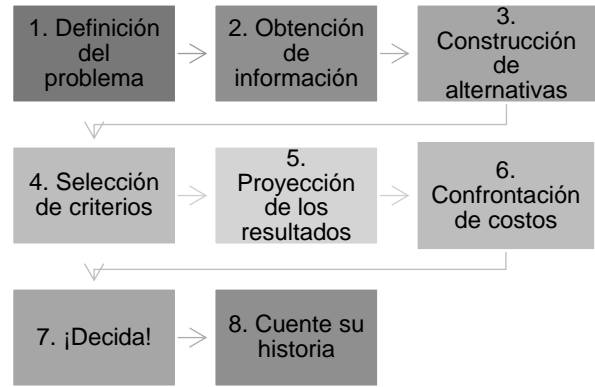 1. Definición
del
problema
2. Obtención
de
información
3.
Construcción
de
alternativas
4. Selección
de criterios
5.
Proyección
de los
resultados
6.
Confrontación
de costos
7. ¡Decida!
8. Cuente su
historia